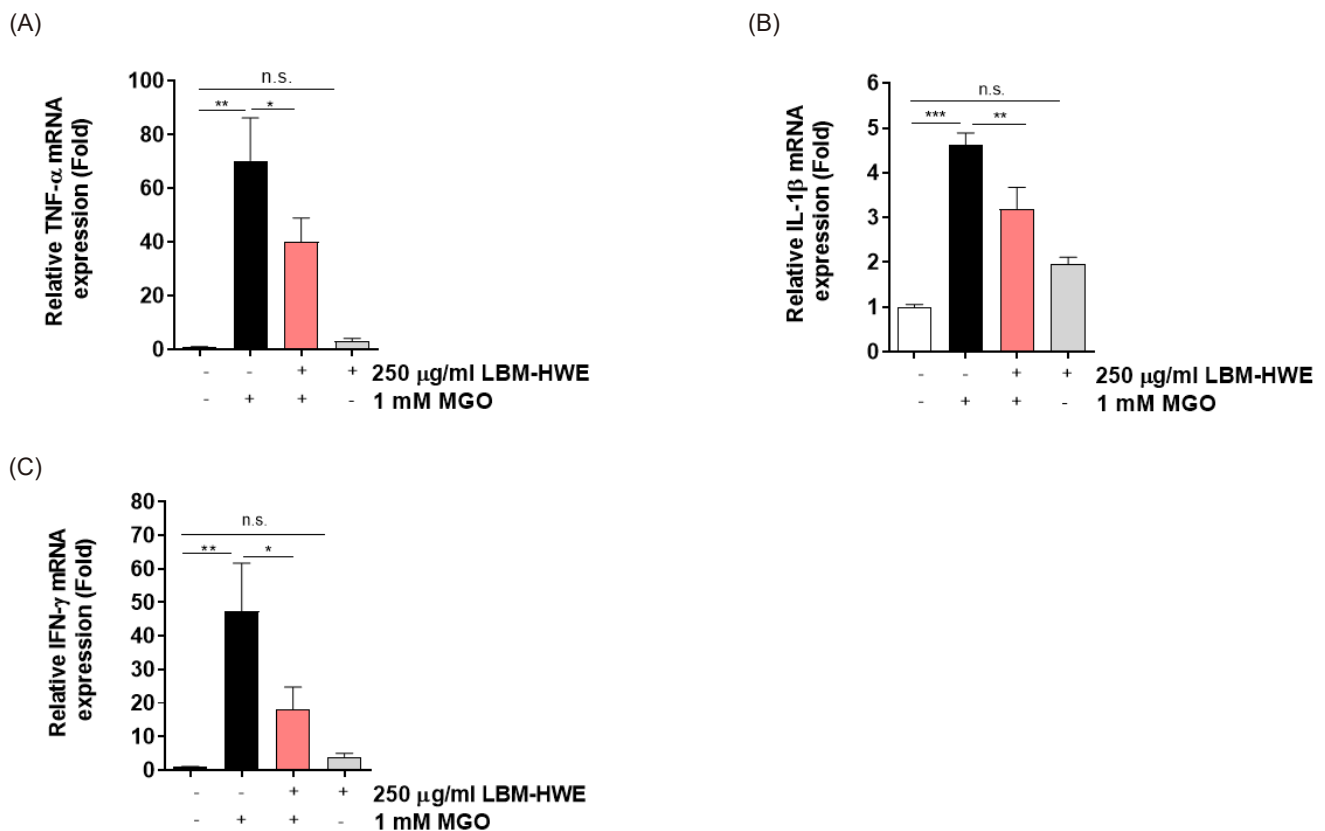 (A)
Relative TNF-α mRNA
expression (Fold)
100
80
60
40
20
0
n.s.
** *
- - + + 250 μg/ml LBM-HWE
- + + - 1 mM MGO
(B)
Relative IL-1β mRNA
expression (Fold)
6
5
4
3
2
1
0
n.s.
*** **
- - + + 250 μg/ml LBM-HWE
- + + - 1 mM MGO
(C)
Relative IFN-γ mRNA
expression (Fold)
80
70
60
50
40
30
20
10
0
n.s.
** *
- - + + 250 μg/ml LBM-HWE
- + + - 1 mM MGO